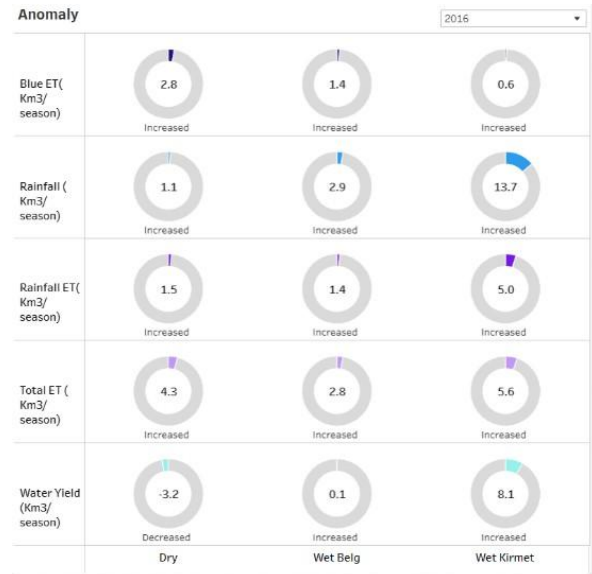 Anomaly
2016
Blue ET(
Km3/
season)
2.8
1.4
0.6
Increased
Increased
Increased
Rainfall (
Km3/
season)
1.1
2.9
13.7
Increased
Increased
Increased
Rainfall ET(
Km3/
season)
1.5
1.4
5.0
Increased
Increased
Increased
Total ET (
Km3/
season)
4.3
2.8
5.6
Increased
Increased
Increased
Water Yield
(Km3/
season)
-3.2
0.1
8.1
Decreased
Increased
Increased
Dry
Wet Belg
Wet Kirmet